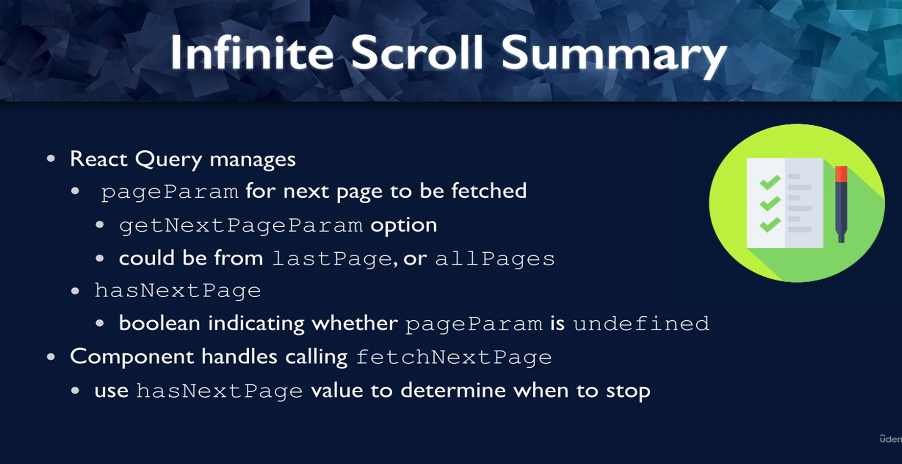 Infinite Scroll Summary
• React Query manages
• pageParam for next page to be fetched
• getNextPageParam option
• could be from lastPage, or allPages
• hasNextPage
• boolean indicating whether pageParam is undefined
• Component handles calling fetchNextPage
• use hasNextPage value to determine when to stop